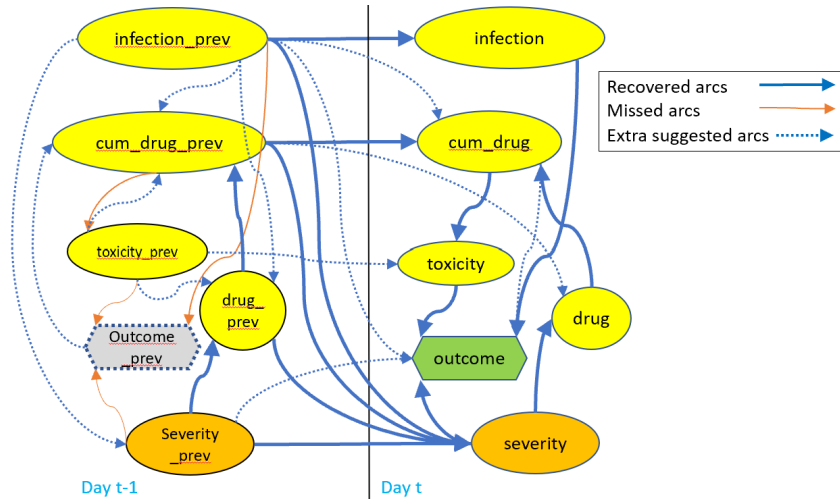 infection_prev
infection
Recovered arcs
Missed arcs
Extra suggested arcs
cum_drug_prev
cum_drug
toxicity_prev
toxicity
drug_
prev
drug
Outcome
_prev
outcome
Severity
_prev
severity
Day t-1
Day t